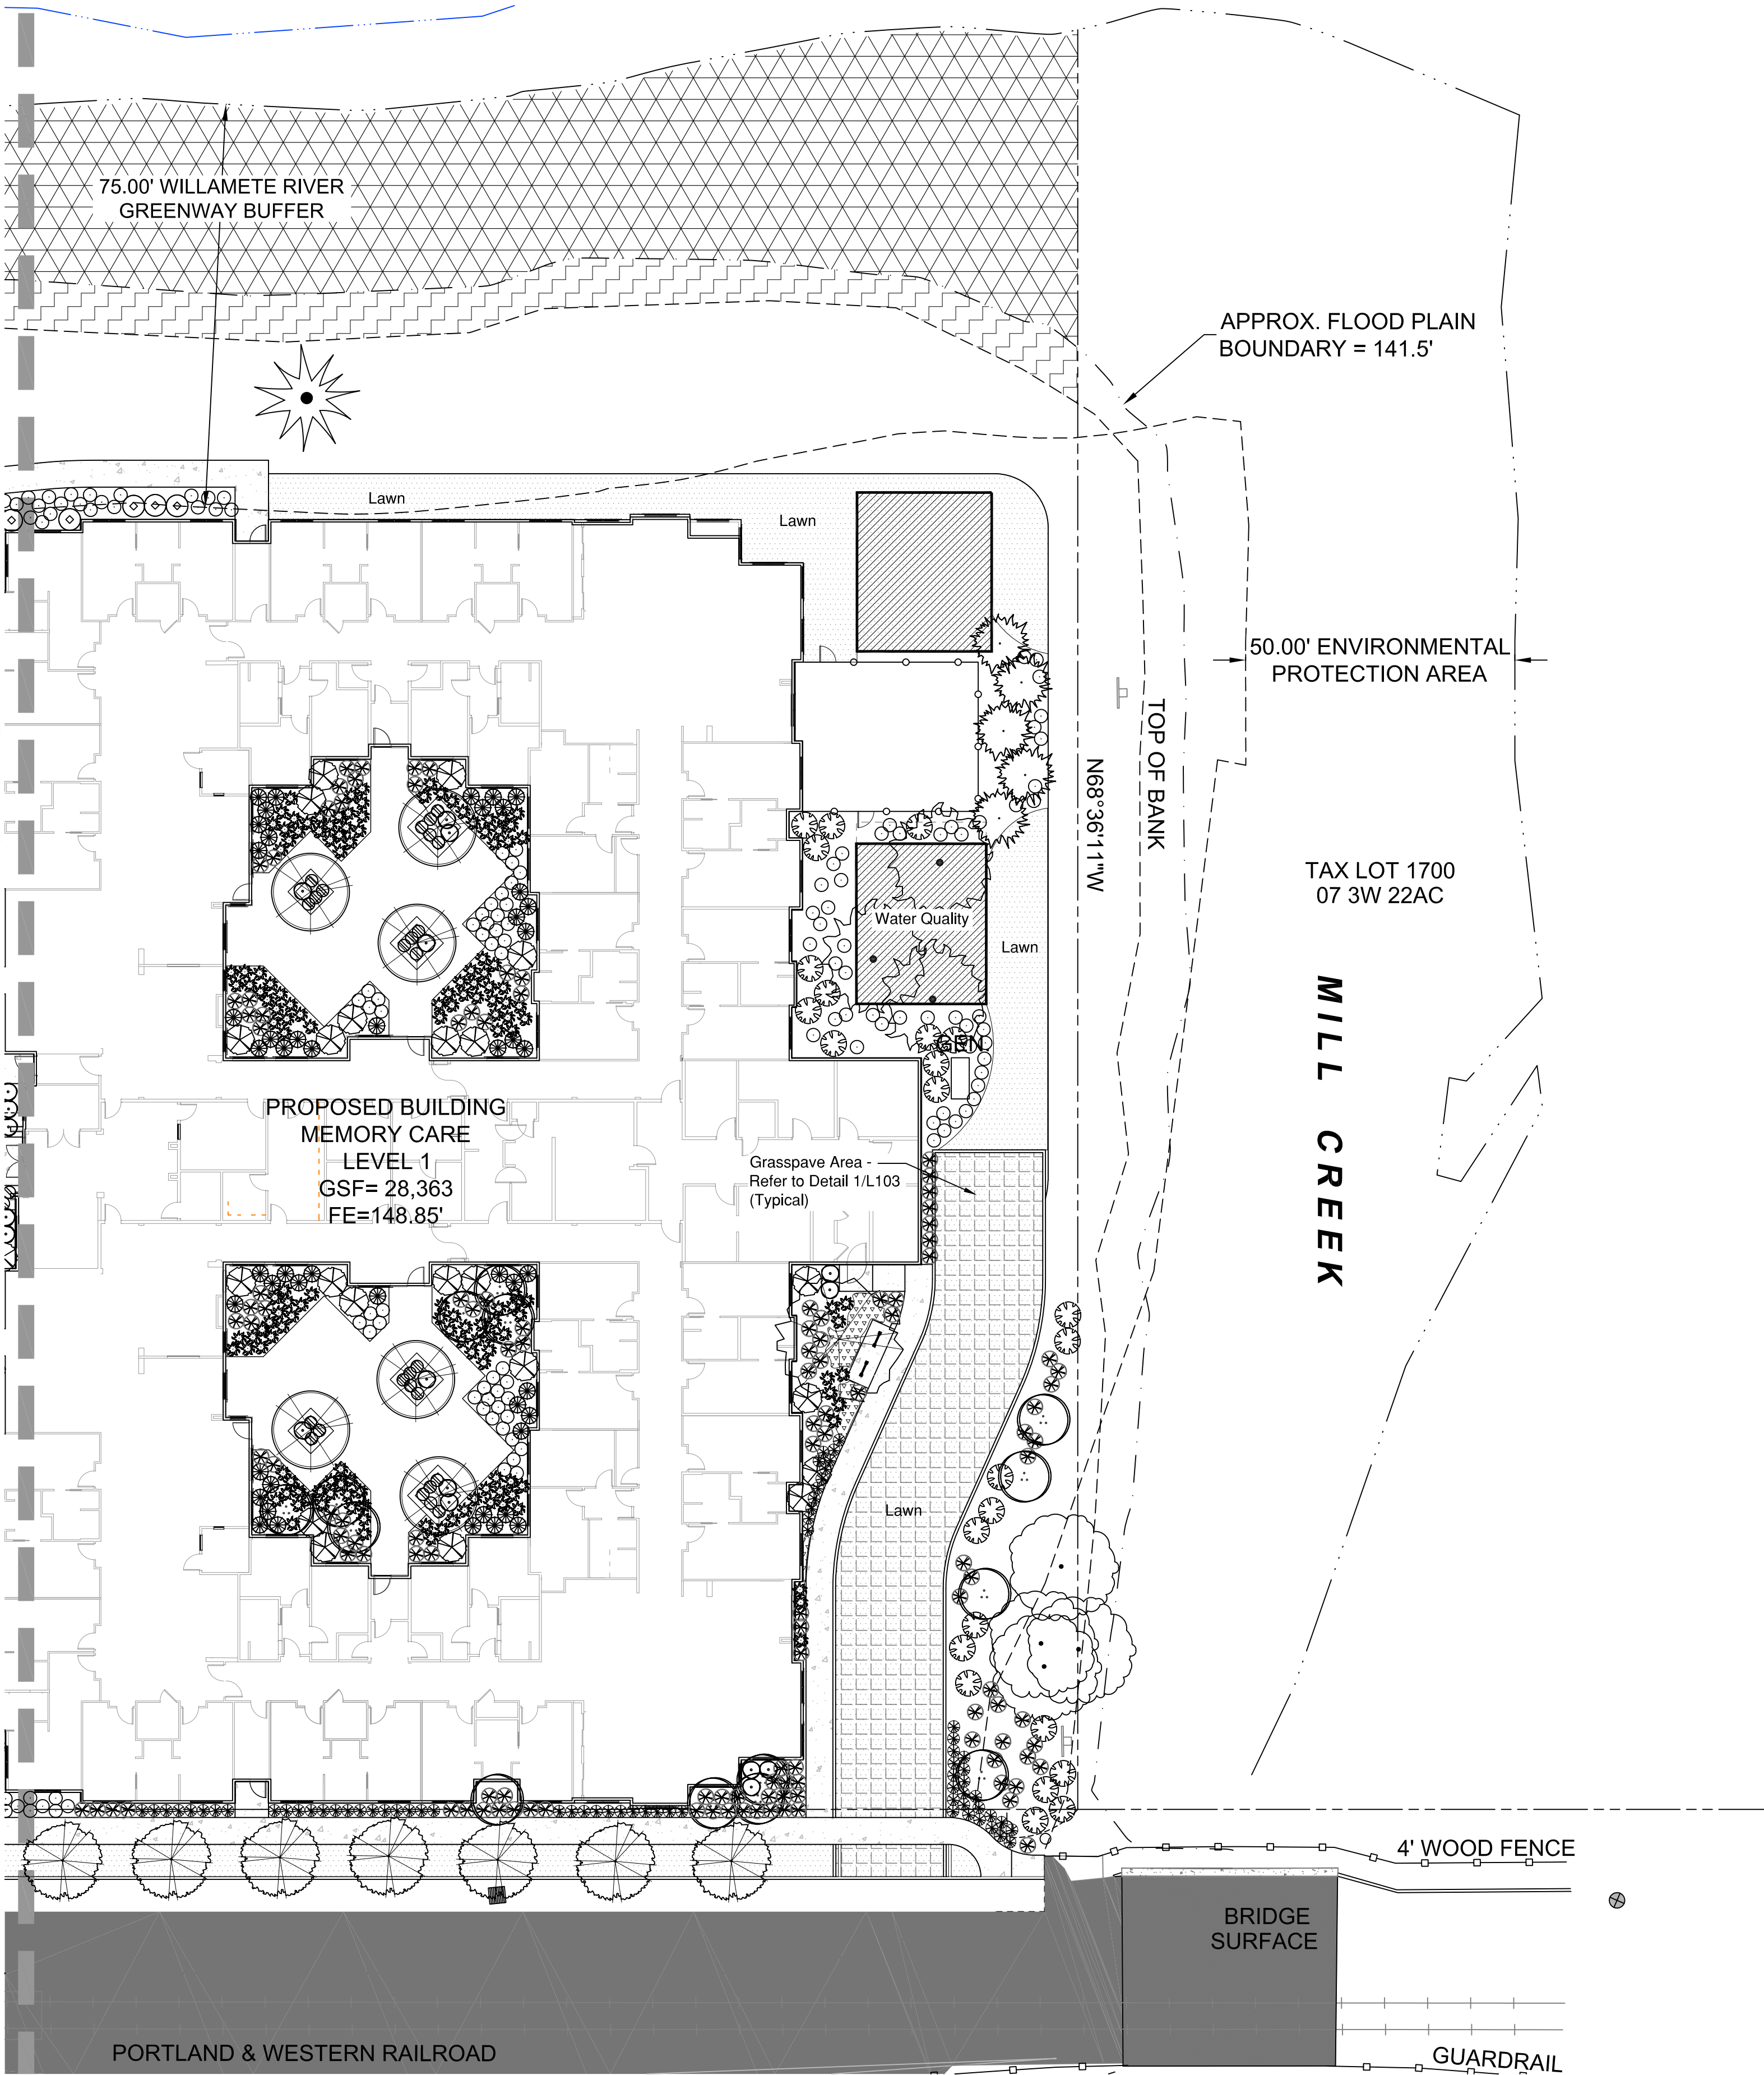 75.00' WILLAMETE RIVER
GREENWAY BUFFER
APPROX. FLOOD PLAIN
BOUNDARY = 141.5'
Lawn
Lawn
50.00' ENVIRONMENTAL
PROTECTION AREA
TOP OF BANK
N68°36'11"W
TAX LOT 1700
07 3W 22AC
Water Quality
Lawn
MILL CREEK
GEN
PROPOSED BUILDING
MEMORY CARE
LEVEL 1
GSF= 28,363
FE=148.85'
Grasspave Area -
Refer to Detail 1/L103
(Typical)
Lawn
4' WOOD FENCE
BRIDGE
SURFACE
PORTLAND & WESTERN RAILROAD
GUARDRAIL